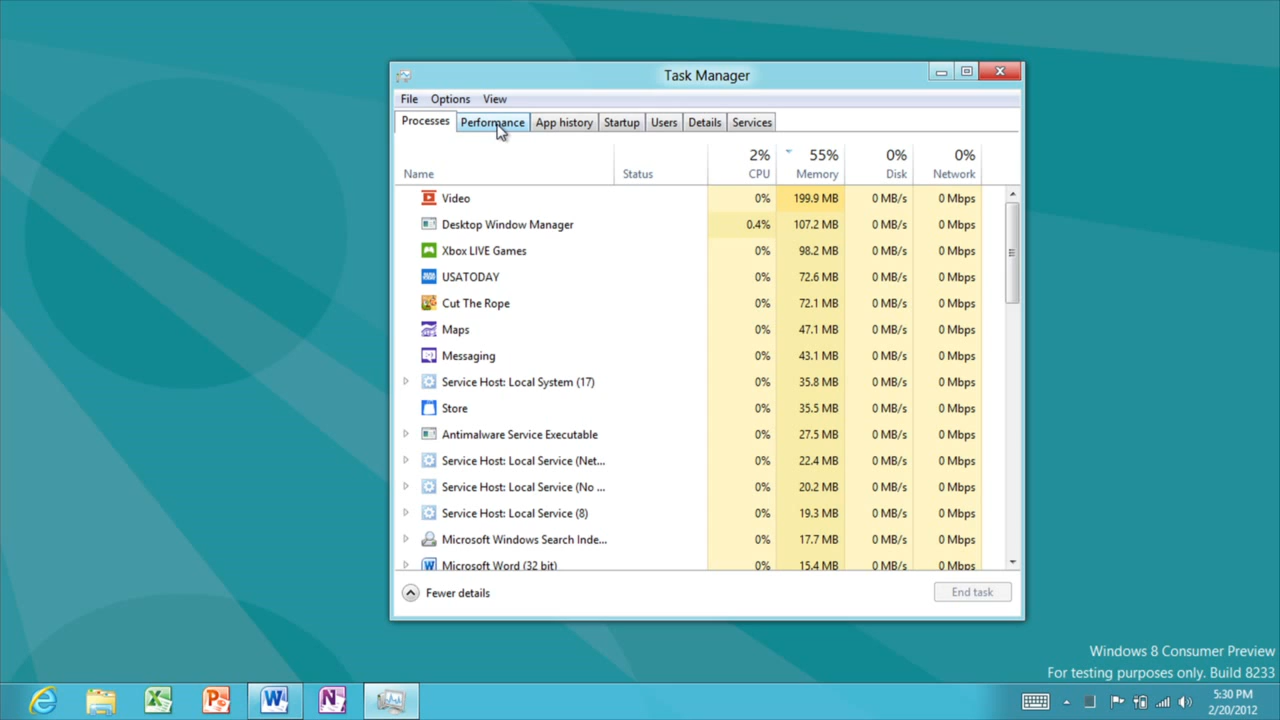 Task Manager
File Options View
Processes Performance App history Startup Users Details Services
2% 55% 0% 0%
Name Status CPU Memory Disk Network
Video 0% 199.9 MB 0 MB/s 0 Mbps
Desktop Window Manager 0.4% 107.2 MB 0 MB/s 0 Mbps
Xbox LIVE Games 0% 98.2 MB 0 MB/s 0 Mbps
USATODAY 0% 72.6 MB 0 MB/s 0 Mbps
Cut The Rope 0% 72.1 MB 0 MB/s 0 Mbps
Maps 0% 47.1 MB 0 MB/s 0 Mbps
Messaging 0% 43.1 MB 0 MB/s 0 Mbps
Service Host: Local System (17) 0% 35.8 MB 0 MB/s 0 Mbps
Store 0% 35.5 MB 0 MB/s 0 Mbps
Antimalware Service Executable 0% 27.5 MB 0 MB/s 0 Mbps
Service Host: Local Service (Net... 0% 22.4 MB 0 MB/s 0 Mbps
Service Host: Local Service (No ... 0% 20.2 MB 0 MB/s 0 Mbps
Service Host: Local Service (8) 0% 19.3 MB 0 MB/s 0 Mbps
Microsoft Windows Search Inde... 0% 17.7 MB 0 MB/s 0 Mbps
Microsoft Word (32 bit) 0% 15.4 MB 0 MB/s 0 Mbps
Fewer details End task
Windows 8 Consumer Preview
For testing purposes only. Build 8233
5:30 PM
2/20/2012